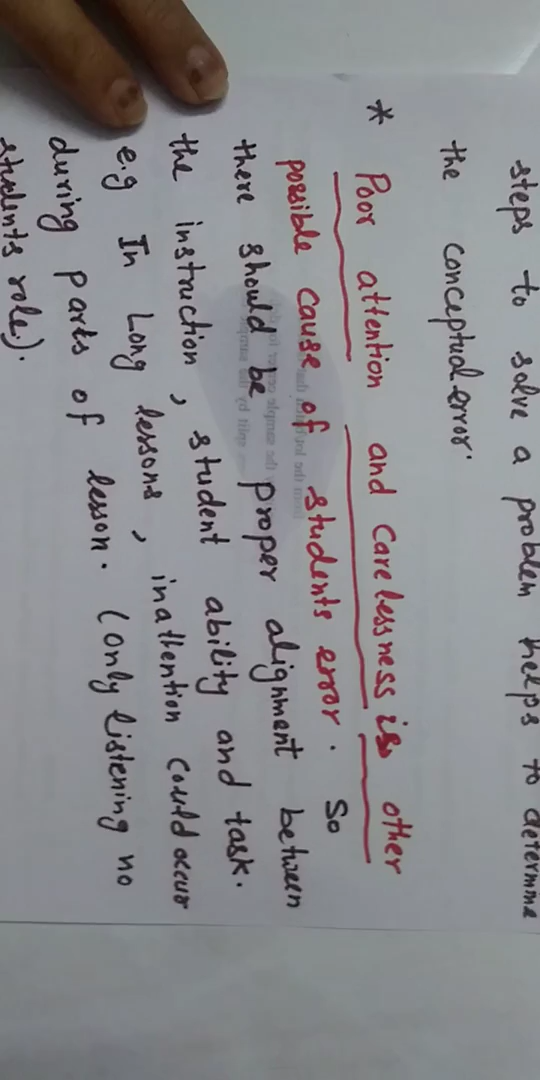 steps to solve a problem helps to determine
the conceptual error.
* Poor attention and carelessness is other
possible cause of students error. So
there should be proper alignment between
the instruction, student ability and task.
e.g In Long lessons, inattention could occur
during parts of lesson. (only listening no
students role.).